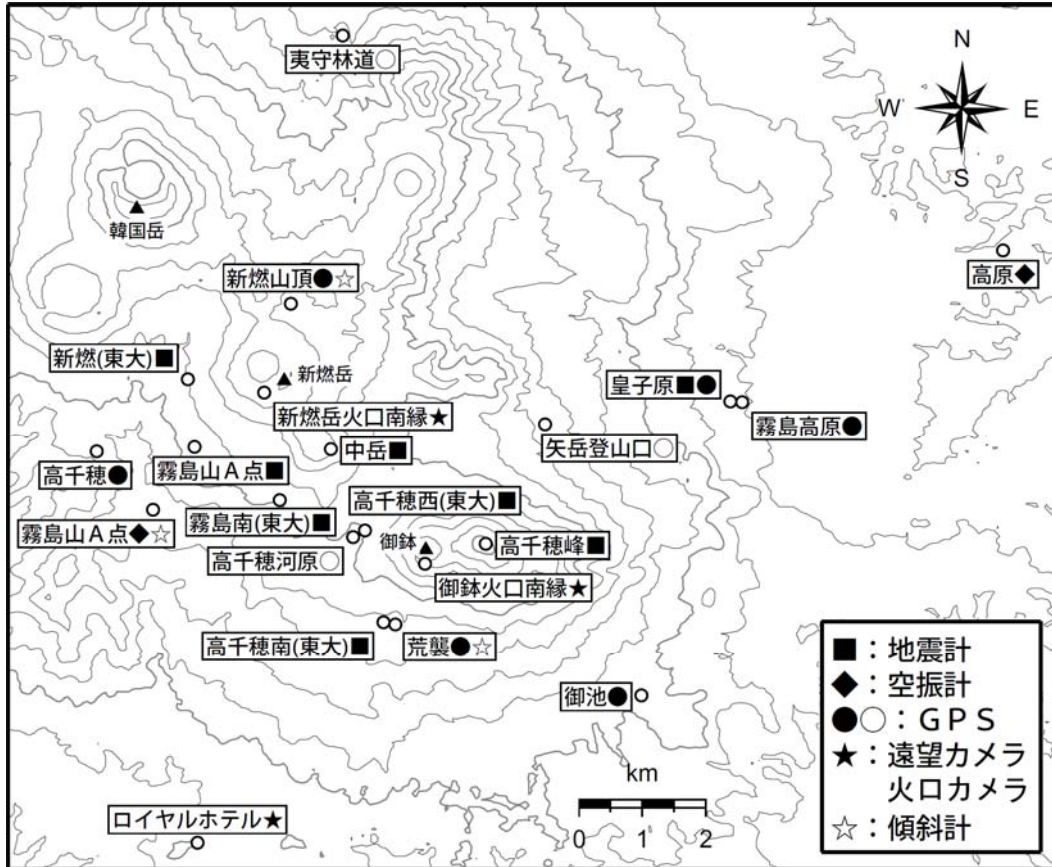 夷守林道○
N
W
E
S
韓国岳
高原◆
新燃山頂●☆
新燃(東大)■
新燃岳
皇子原■●
新燃岳火口南縁★
霧島高原●
中岳■
矢岳登山口○
高千穂●
霧島山A点■
高千穂西(東大)■
霧島山A点◆☆
霧島南(東大)■
御鉢
高千穂峰■
高千穂河原○
御鉢火口南縁★
高千穂南(東大)■
荒襲●☆
御池●
ロイヤルホテル★
km
0 1 2
■:地震計
◆:空振計
●○:GPS
★:遠望カメラ
火口カメラ
☆:傾斜計